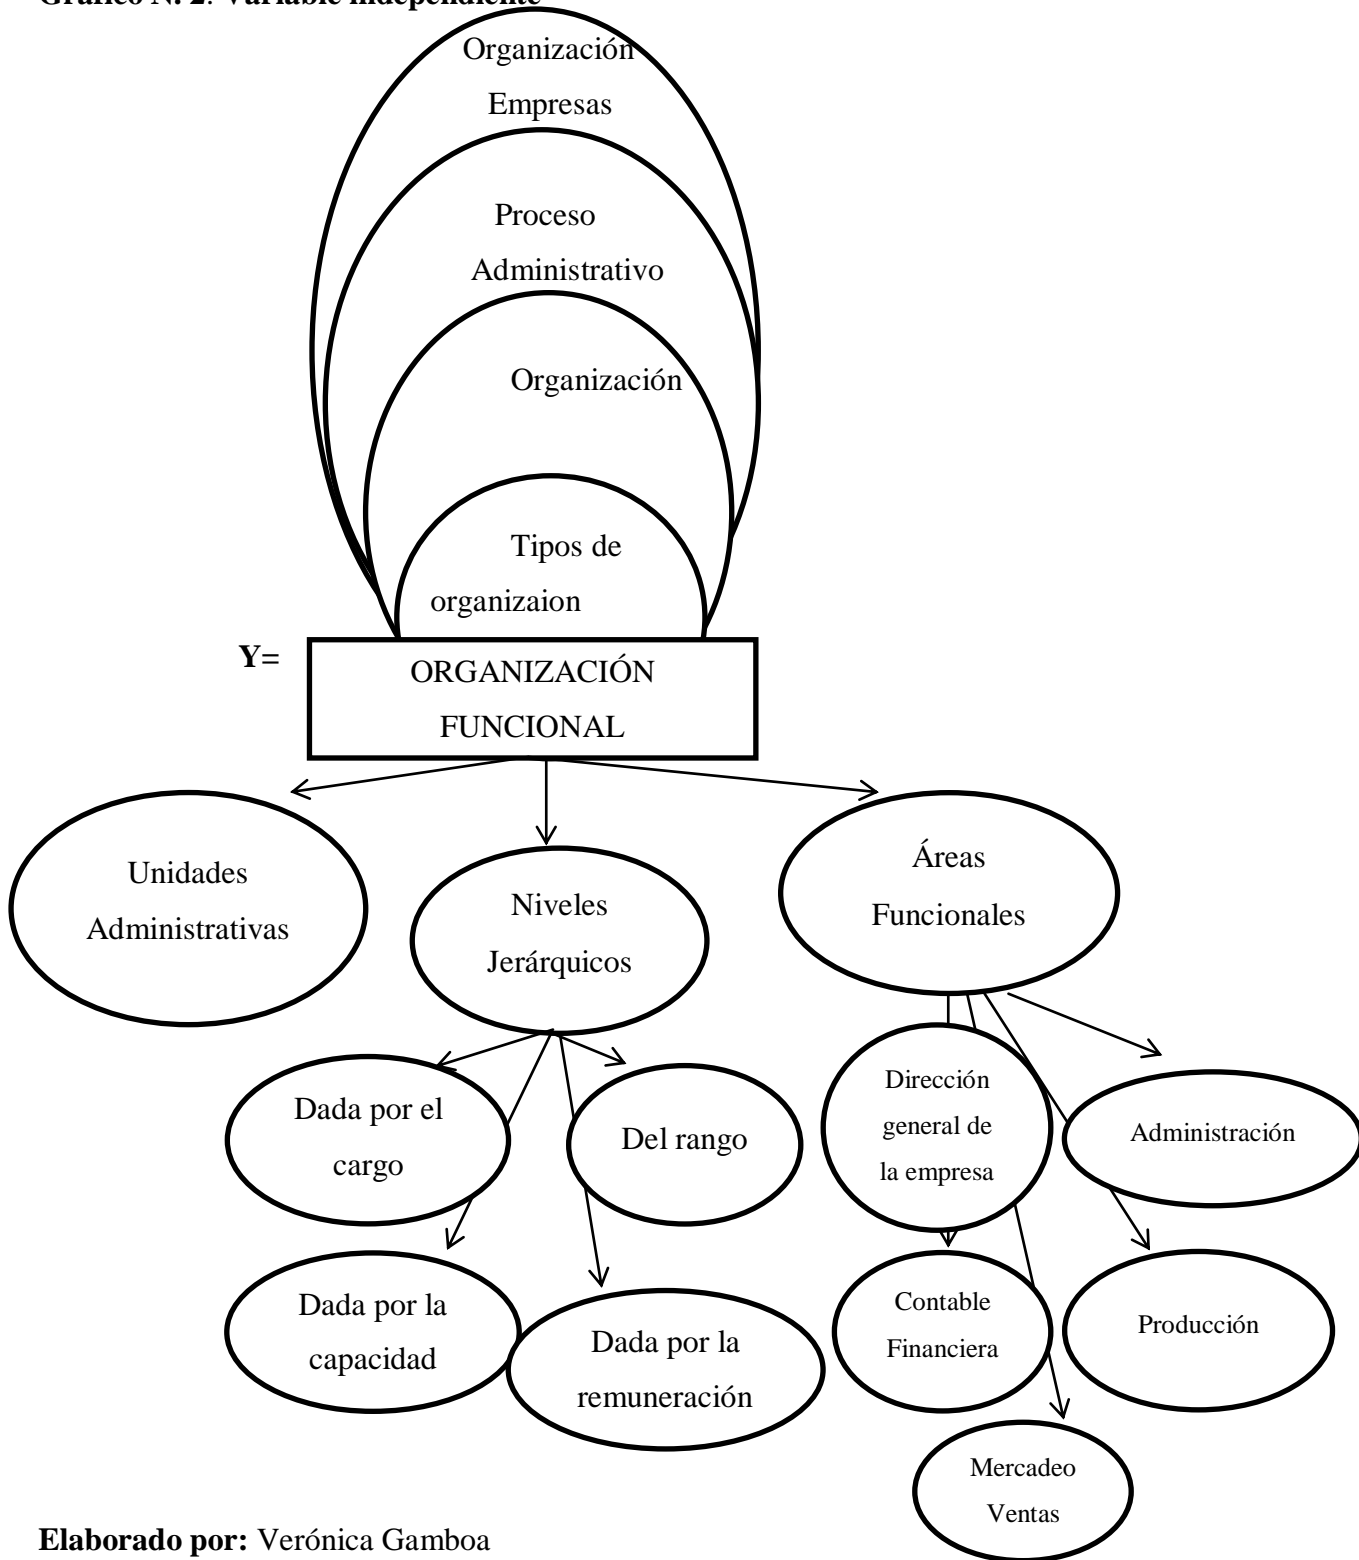 Gráfico N. 2: Variable independiente
Organización
Empresas
Proceso
Administrativo
Organización
Tipos de
organizaion
Y=
ORGANIZACIÓN
FUNCIONAL
Unidades
Administrativas
Niveles
Jerárquicos
Áreas
Funcionales
Dada por el
cargo
Del rango
Dirección
general de
la empresa
Administración
Dada por la
capacidad
Dada por la
remuneración
Contable
Financiera
Producción
Mercadeo
Ventas
Elaborado por: Verónica Gamboa